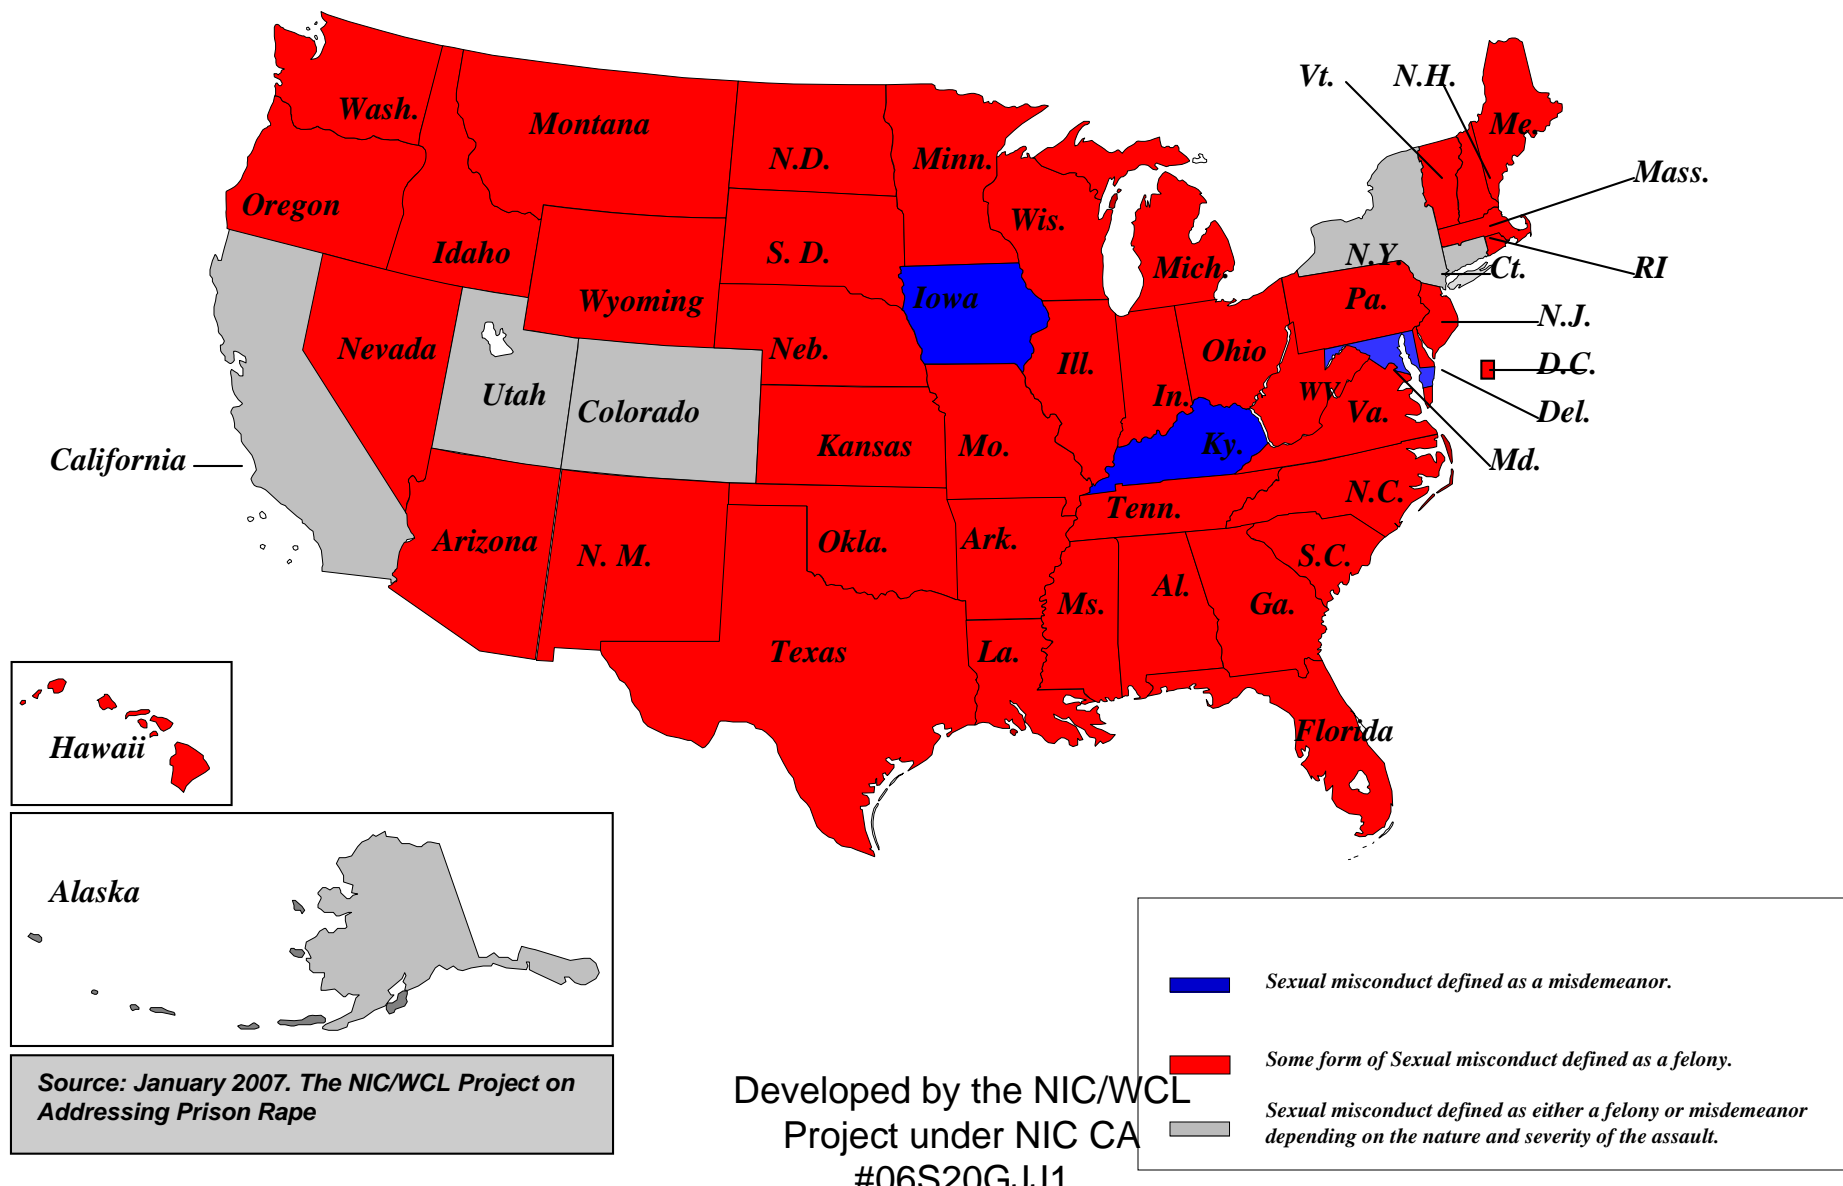 Vt.
N.H.
Wash.
Montana
Me.
N.D.
Minn.
Mass.
Oregon
Wis.
Idaho
S. D.
Mich.
N.Y.
Ct.
RI
Wyoming
Iowa
Pa.
N.J.
Nevada
Neb.
Ill.
Ohio
D.C.
Utah
Colorado
In.
WV
Va.
Del.
California
Kansas
Mo.
Ky.
Md.
Tenn.
N.C.
Arizona
N. M.
Okla.
Ark.
S.C.
Ms.
Al.
Ga.
Texas
La.
Florida
Hawaii
Alaska
Sexual misconduct defined as a misdemeanor.
Some form of Sexual misconduct defined as a felony.
Sexual misconduct defined as either a felony or misdemeanor
depending on the nature and severity of the assault.
Source: January 2007. The NIC/WCL Project on
Addressing Prison Rape
Developed by the NIC/WCL
Project under NIC CA
#06S20GJJ1